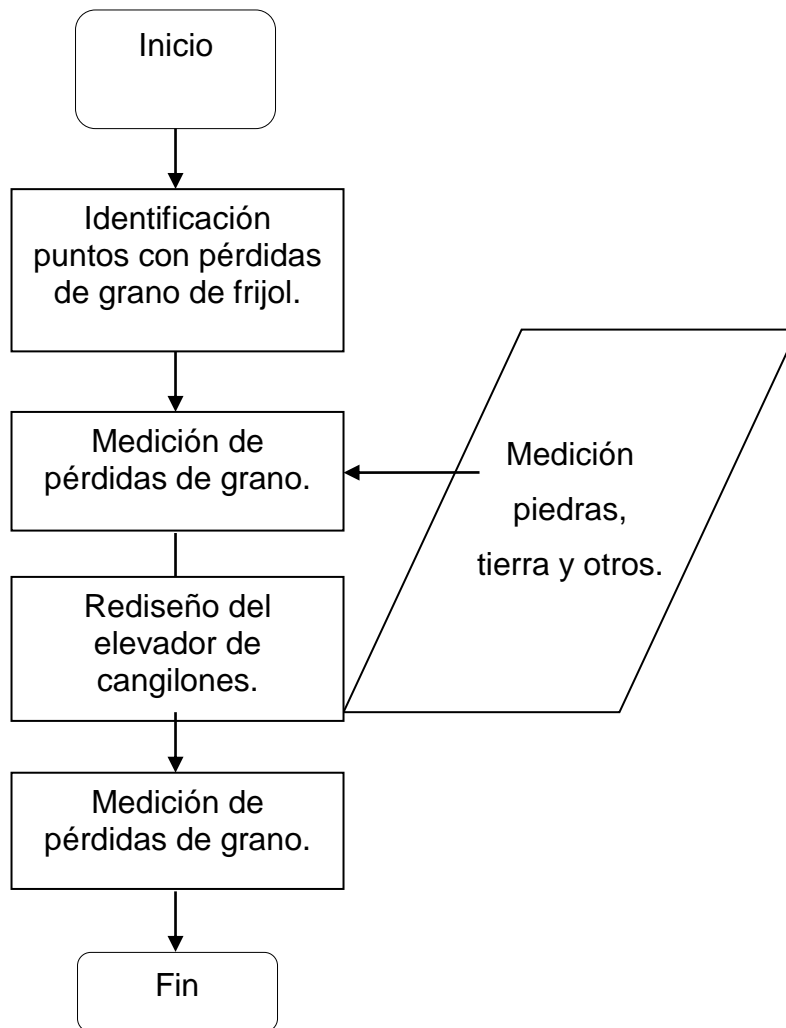 Inicio
Identificación
puntos con pérdidas
de grano de frijol.
Medición de
pérdidas de grano.
Medición
piedras,
tierra y otros.
Rediseño del
elevador de
cangilones.
Medición de
pérdidas de grano.
Fin